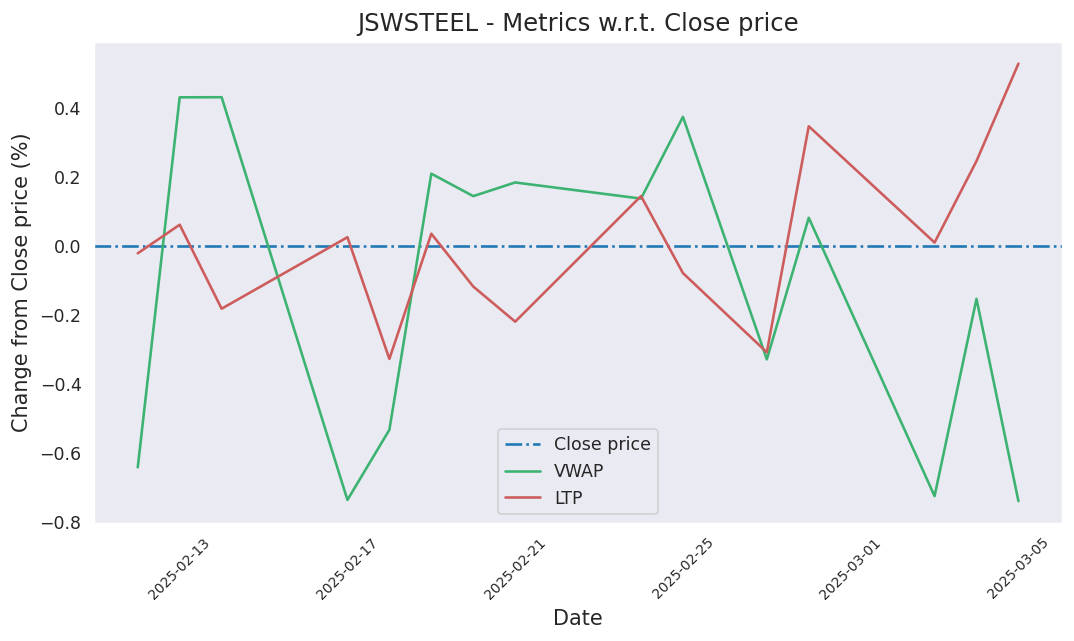 JSWSTEEL - Metrics w.r.t. Close price
Change from Close price (%)
0.4
0.2
0.0
−0.2
−0.4
−0.6
−0.8
Close price
VWAP
LTP
2025-02-13
2025-02-17
2025-02-21
2025-02-25
2025-03-01
2025-03-05
Date